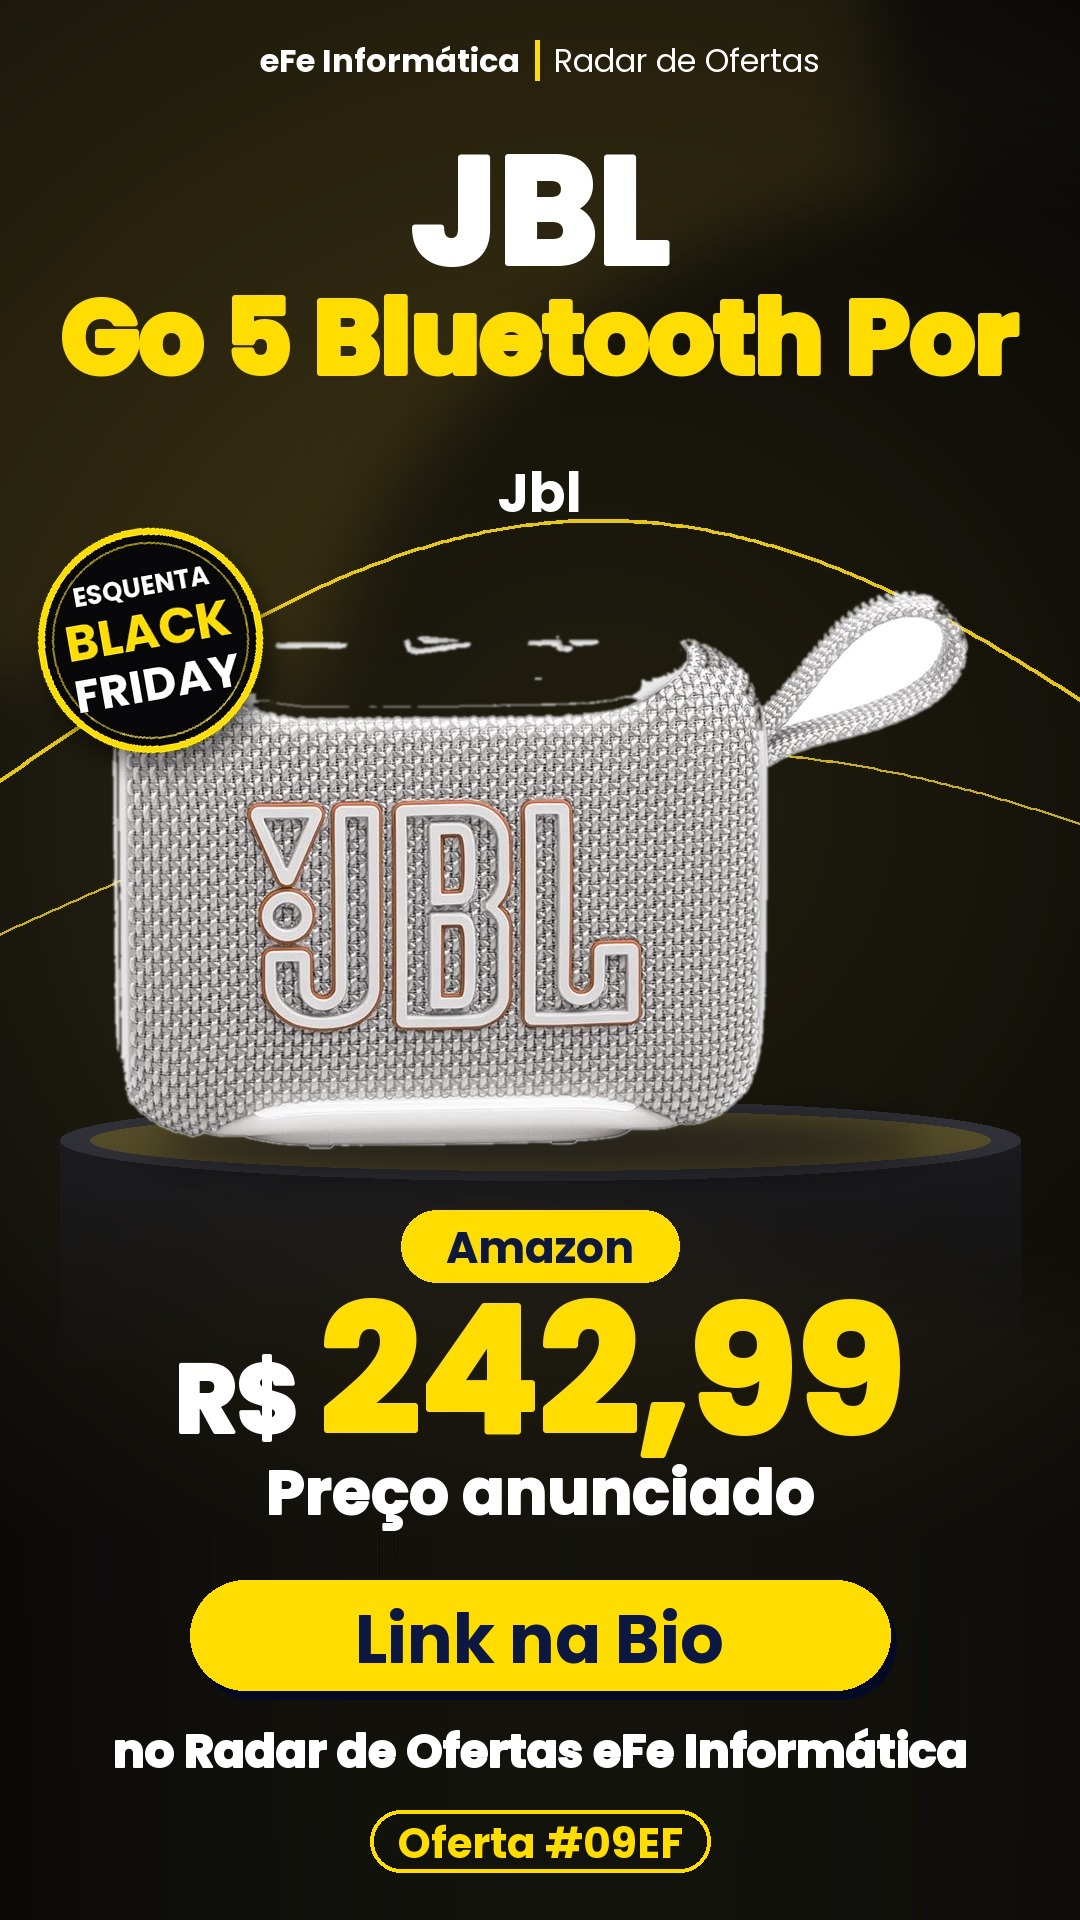 eFe Informática | Radar de Ofertas
JBL
Go 5 Bluetooth Por
Jbl
ESQUENTA
BLACK
FRIDAY
JBL
Amazon
R$ 242,99
Preço anunciado
Link na Bio
no Radar de Ofertas eFe Informática
Oferta #09EF